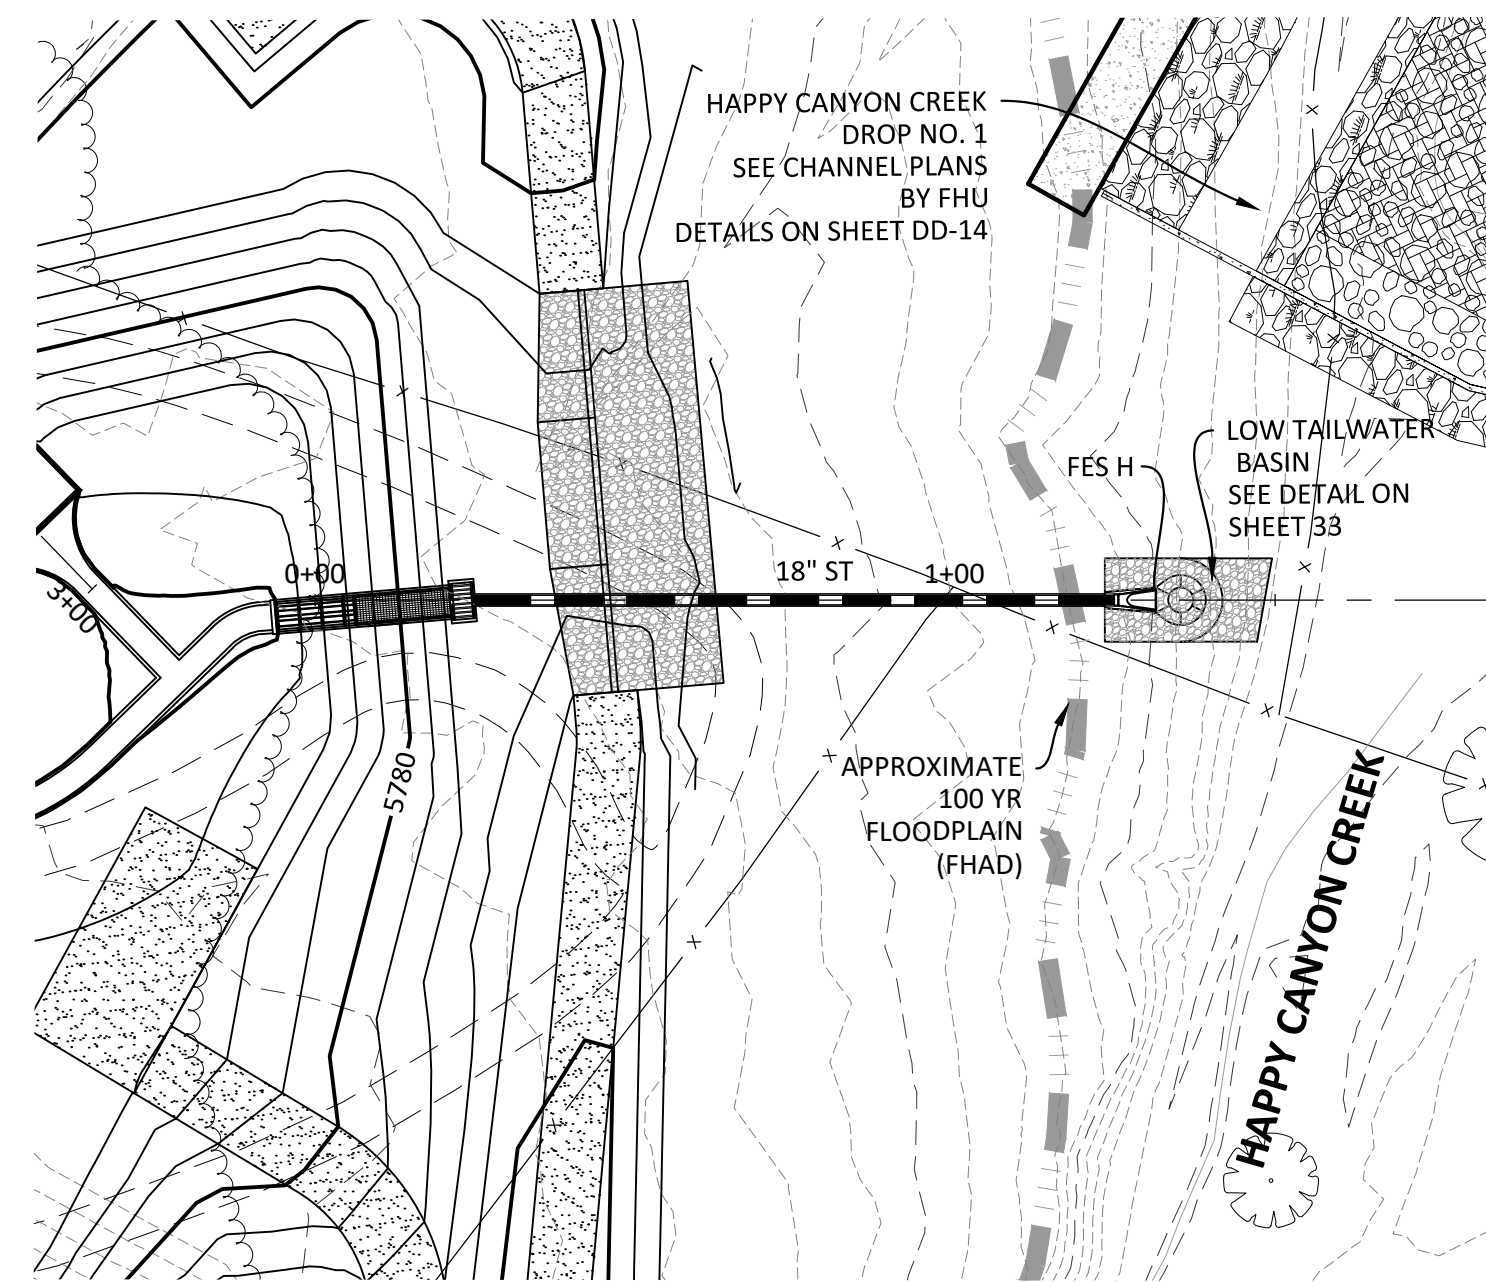 HAPPY CANYON CREEK
DROP NO. 1
SEE CHANNEL PLANS
BY FHU
DETAILS ON SHEET DD-14
LOW TAILWATER
BASIN
SEE DETAIL ON
SHEET 33
FES H
0+00
18" ST
1+00
3+00
5780
APPROXIMATE
100 YR
FLOODPLAIN
(FHAD)
HAPPY CANYON CREEK